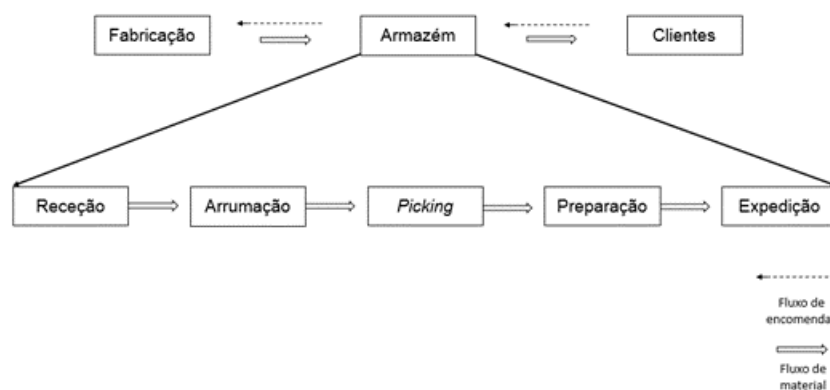 Fabricação
Armazém
Clientes
Receção
Arrumação
Picking
Preparação
Expedição
Fluxo de
encomenda
Fluxo de
material